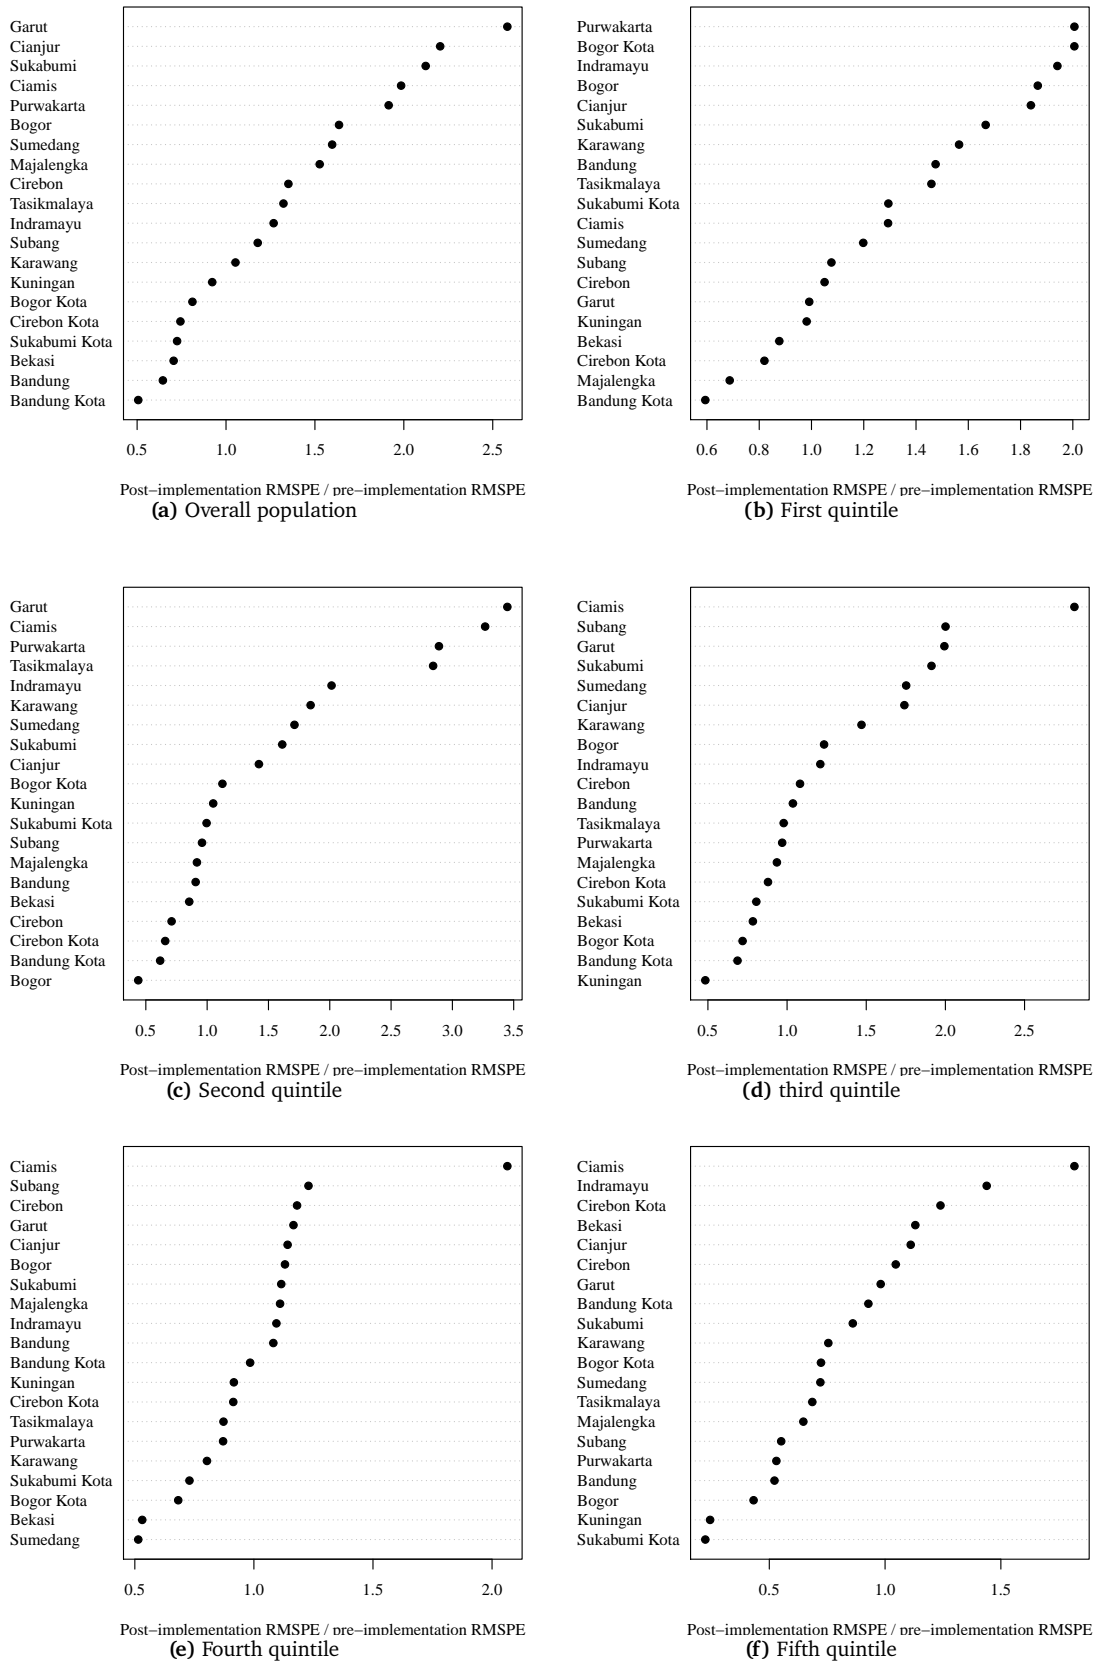 Garut
Cianjur
Sukabumi
Ciamis
Purwakarta
Bogor
Sumedang
Majalengka
Cirebon
Tasikmalaya
Indramayu
Subang
Karawang
Kuningan
Bogor Kota
Cirebon Kota
Sukabumi Kota
Bekasi
Bandung
Bandung Kota
0.5 1.0 1.5 2.0 2.5
Post−implementation RMSPE / pre−implementation RMSPE
(a) Overall population
Purwakarta
Bogor Kota
Indramayu
Bogor
Cianjur
Sukabumi
Karawang
Bandung
Tasikmalaya
Sukabumi Kota
Ciamis
Sumedang
Subang
Cirebon
Garut
Kuningan
Bekasi
Cirebon Kota
Majalengka
Bandung Kota
0.6 0.8 1.0 1.2 1.4 1.6 1.8 2.0
Post−implementation RMSPE / pre−implementation RMSPE
(b) First quintile
Garut
Ciamis
Purwakarta
Tasikmalaya
Indramayu
Karawang
Sumedang
Sukabumi
Cianjur
Bogor Kota
Kuningan
Sukabumi Kota
Subang
Majalengka
Bandung
Bekasi
Cirebon
Cirebon Kota
Bandung Kota
Bogor
0.5 1.0 1.5 2.0 2.5 3.0 3.5
Post−implementation RMSPE / pre−implementation RMSPE
(c) Second quintile
Ciamis
Subang
Garut
Sukabumi
Sumedang
Cianjur
Karawang
Bogor
Indramayu
Cirebon
Bandung
Tasikmalaya
Purwakarta
Majalengka
Cirebon Kota
Sukabumi Kota
Bekasi
Bogor Kota
Bandung Kota
Kuningan
0.5 1.0 1.5 2.0 2.5
Post−implementation RMSPE / pre−implementation RMSPE
(d) third quintile
Ciamis
Subang
Cirebon
Garut
Cianjur
Bogor
Sukabumi
Majalengka
Indramayu
Bandung
Bandung Kota
Kuningan
Cirebon Kota
Tasikmalaya
Purwakarta
Karawang
Sukabumi Kota
Bogor Kota
Bekasi
Sumedang
0.5 1.0 1.5 2.0
Post−implementation RMSPE / pre−implementation RMSPE
(e) Fourth quintile
Ciamis
Indramayu
Cirebon Kota
Bekasi
Cianjur
Cirebon
Garut
Bandung Kota
Sukabumi
Karawang
Bogor Kota
Sumedang
Tasikmalaya
Majalengka
Subang
Purwakarta
Bandung
Bogor
Kuningan
Sukabumi Kota
0.5 1.0 1.5
Post−implementation RMSPE / pre−implementation RMSPE
(f) Fifth quintile